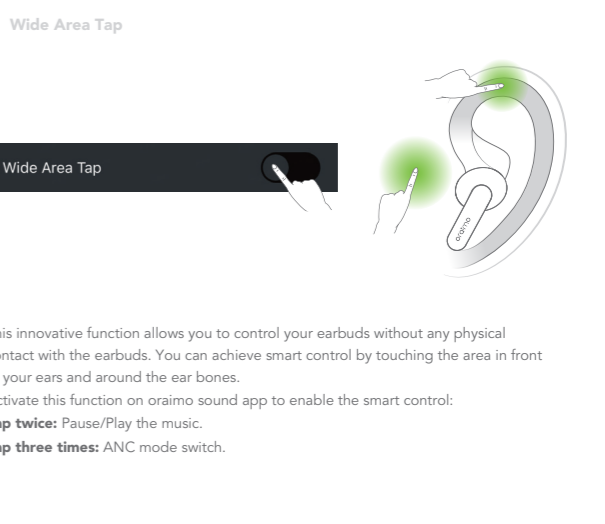 Wide Area Tap
Wide Area Tap
oraimo
his innovative function allows you to control your earbuds without any physical
ontact with the earbuds. You can achieve smart control by touching the area in front
your ears and around the ear bones.
ctivate this function on oraimo sound app to enable the smart control:
ap twice: Pause/Play the music.
ap three times: ANC mode switch.